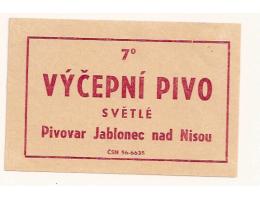 7°
VÝČEPNÍ PIVO
SVĚTLÉ
Pivovar Jablonec nad Nisou
ČSN 56-6635